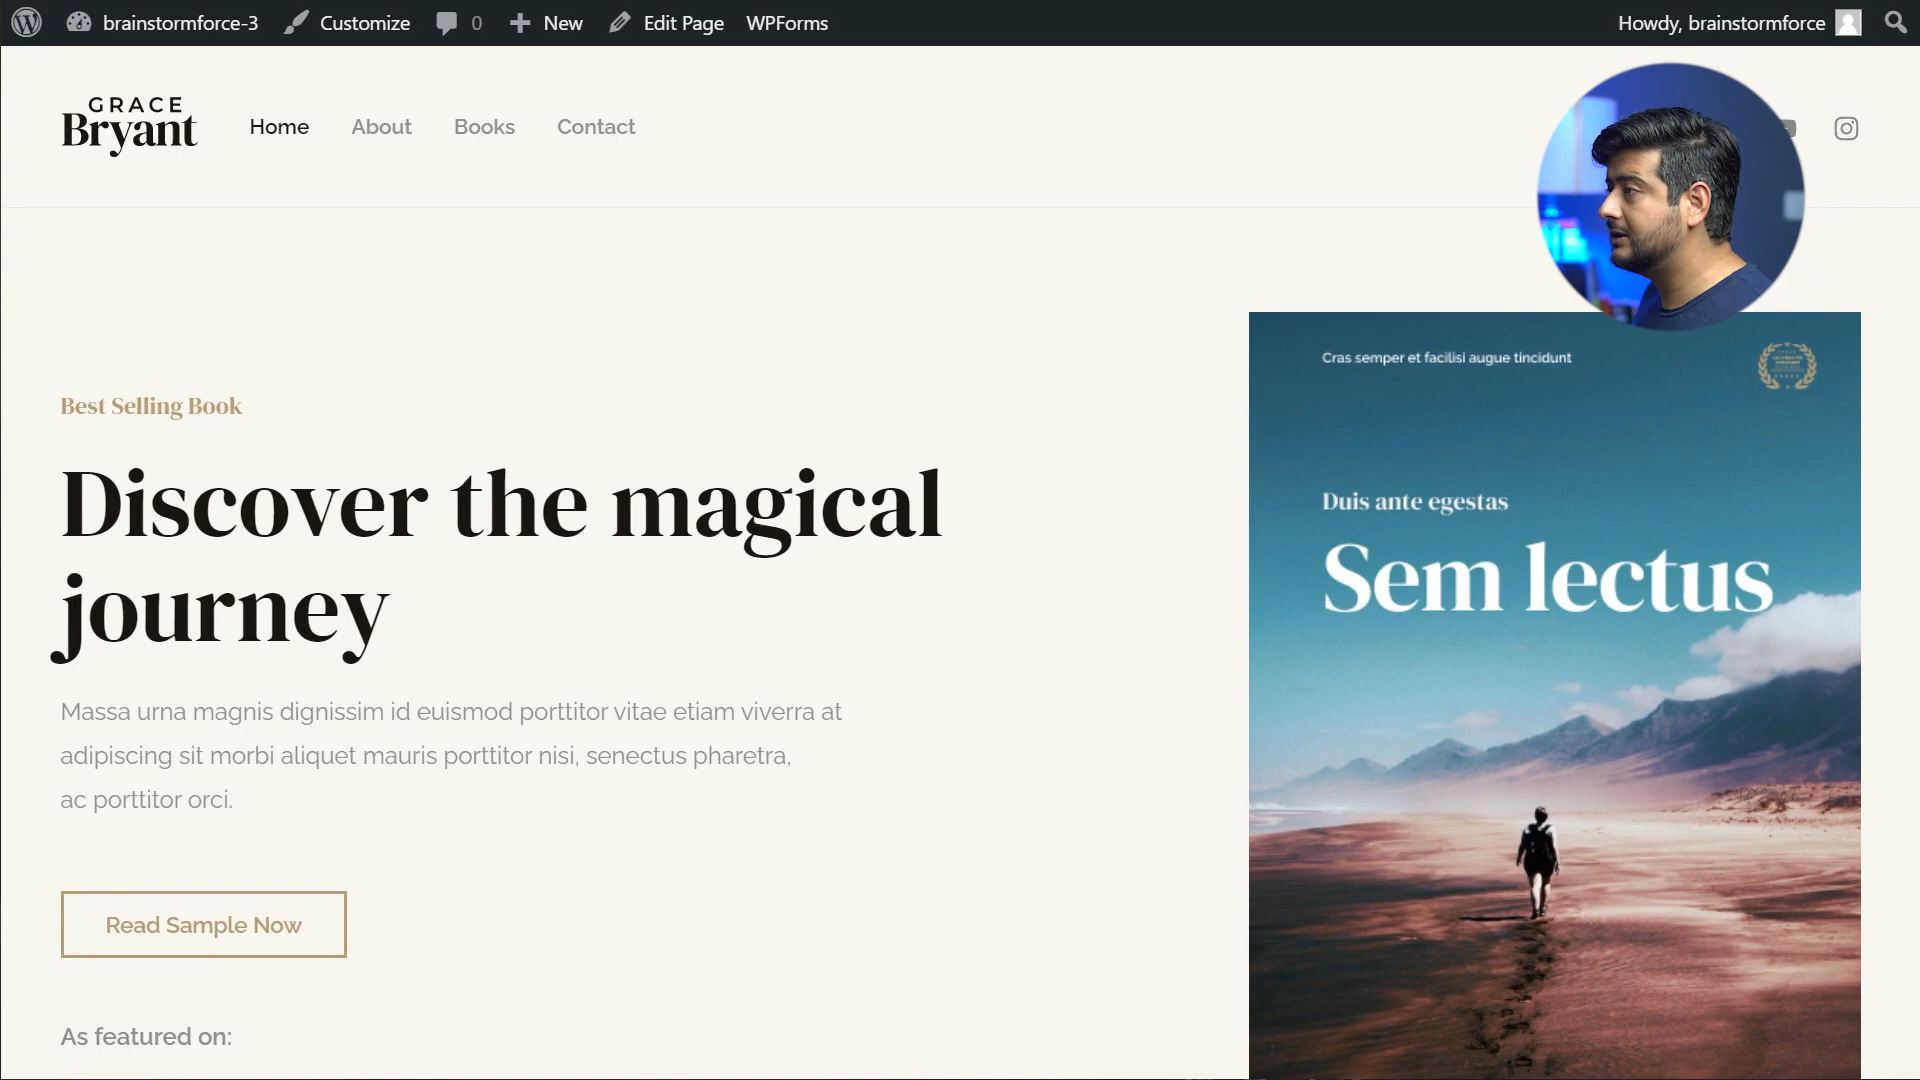 brainstormforce-3 Customize 0 New Edit Page WPForms Howdy, brainstormforce
GRACE
Bryant
Home About Books Contact
Best Selling Book
Discover the magical
journey
Massa urna magnis dignissim id euismod porttitor vitae etiam viverra at
adipiscing sit morbi aliquet mauris porttitor nisi, senectus pharetra,
ac porttitor orci.
Read Sample Now
As featured on:
Cras semper et facilisi augue tincidunt
Duis ante egestas
Sem lectus